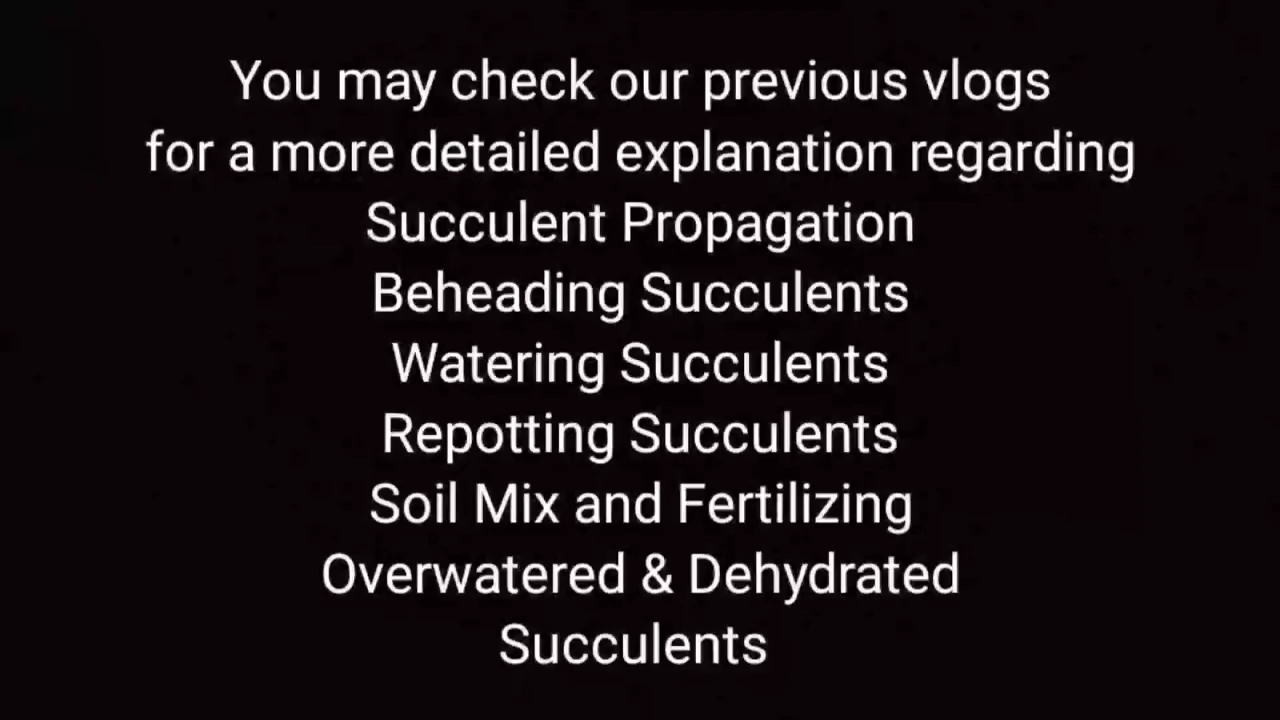 You may check our previous vlogs
for a more detailed explanation regarding
Succulent Propagation
Beheading Succulents
Watering Succulents
Repotting Succulents
Soil Mix and Fertilizing
Overwatered & Dehydrated
Succulents